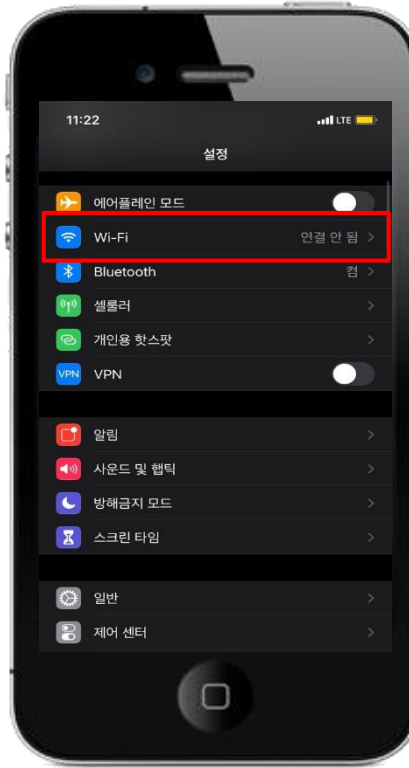 11:22 LTE
설정
에어플레인 모드
Wi-Fi 연결 안 됨 >
Bluetooth 켬 >
셀룰러 >
개인용 핫스팟 >
VPN VPN
알림 >
사운드 및 햅틱 >
방해금지 모드 >
스크린 타임 >
일반 >
제어 센터 >